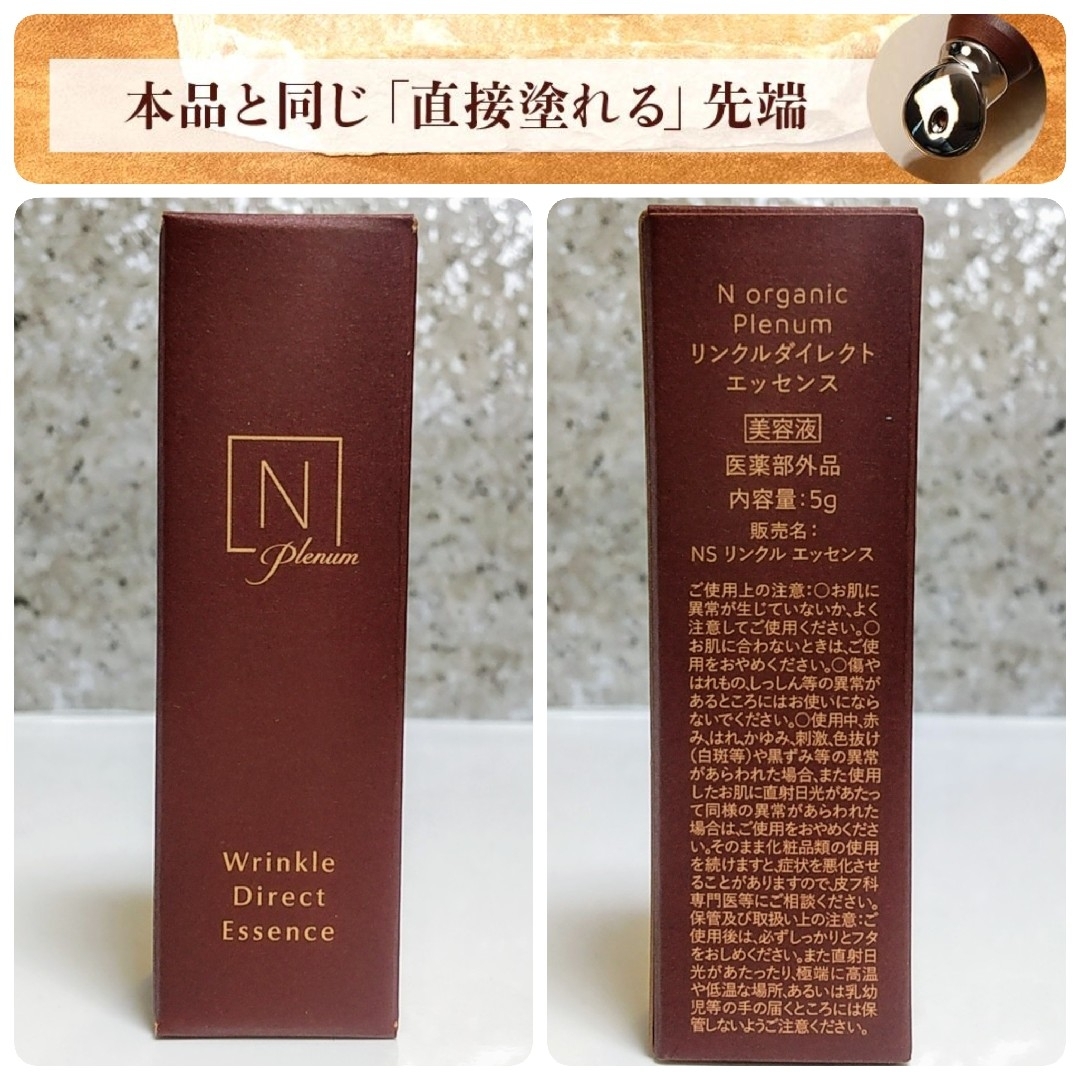 本品と同じ「直接塗れる」先端
N
Plenum
Wrinkle
Direct
Essence
N organic
Plenum
リンクルダイレクト
エッセンス
美容液
医薬部外品
内容量:5g
販売名:
NS リンクル エッセンス
ご使用上の注意:○お肌に
異常が生じていないか、よく
注意してご使用ください。○
お肌に合わないときは、ご使
用をおやめください。○傷や
はれもの、しっしん等の異常が
あるところにはお使いになら
ないでください。○使用中、赤
み、はれ、かゆみ、刺激、色抜け
(白斑等)や黒ずみ等の異常
があらわれた場合、また使用
したお肌に直射日光があたっ
て同様の異常があらわれた
場合は、ご使用をおやめくださ
い。そのまま化粧品類の使用
を続けますと、症状を悪化させ
ることがありますので、皮フ科
専門医等にご相談ください。
保管及び取扱い上の注意:ご
使用後は、必ずしっかりとフタ
をおしめください。また直射日
光があたったり、極端に高温
や低温な場所、あるいは乳幼
児等の手の届くところには保
管しないようご注意ください。